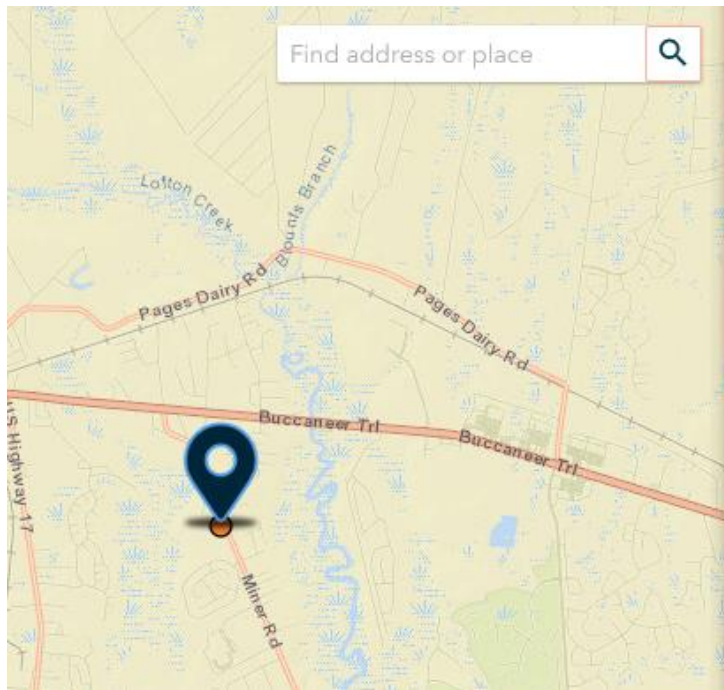 Find address or place
Lofton Creek
Blounts Branch
Pages Dairy Rd
Pages Dairy Rd
Buccaneer Trl
Buccaneer Trl
US Highway 17
Miner Rd